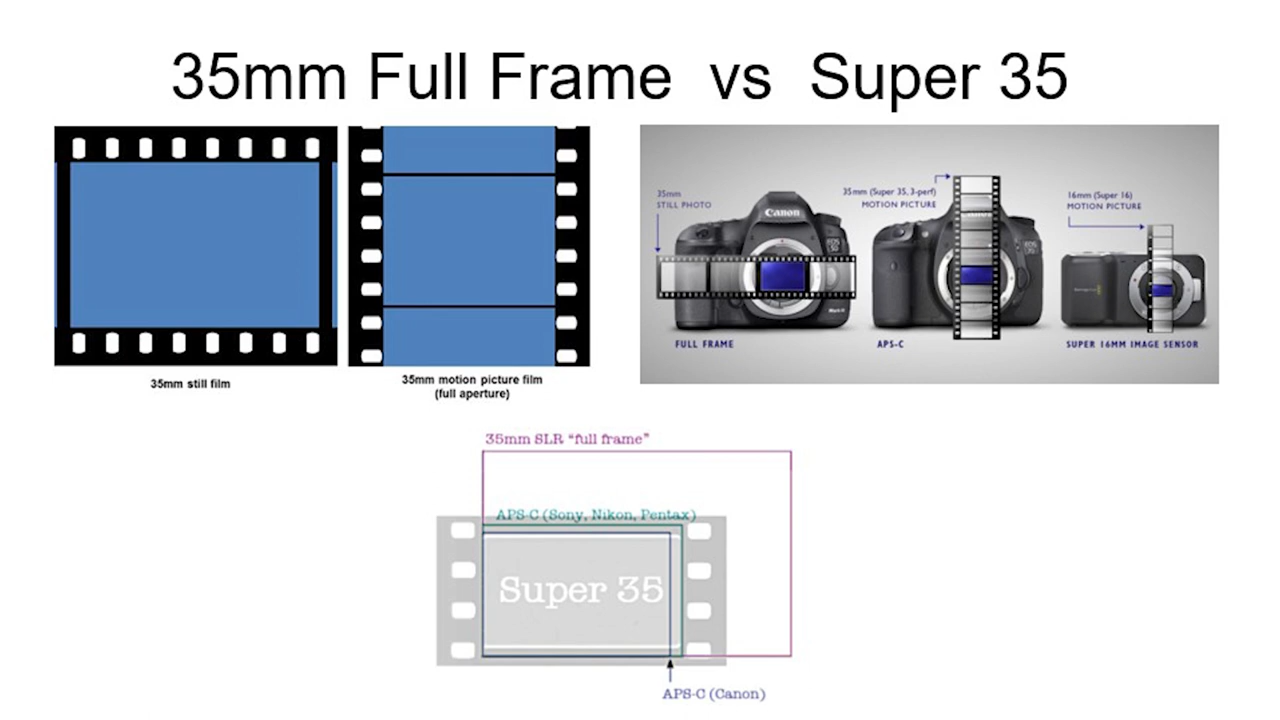 35mm Full Frame vs Super 35
35mm still film
35mm motion picture film
(full aperture)
35mm
STILL PHOTO
Canon
Mark III
FULL FRAME
35mm (Super 35, 3-perf)
MOTION PICTURE
APS-C
16mm (Super 16)
MOTION PICTURE
SUPER 16MM IMAGE SENSOR
35mm SLR “full frame”
APS-C (Sony, Nikon, Pentax)
Super 35
APS-C (Canon)